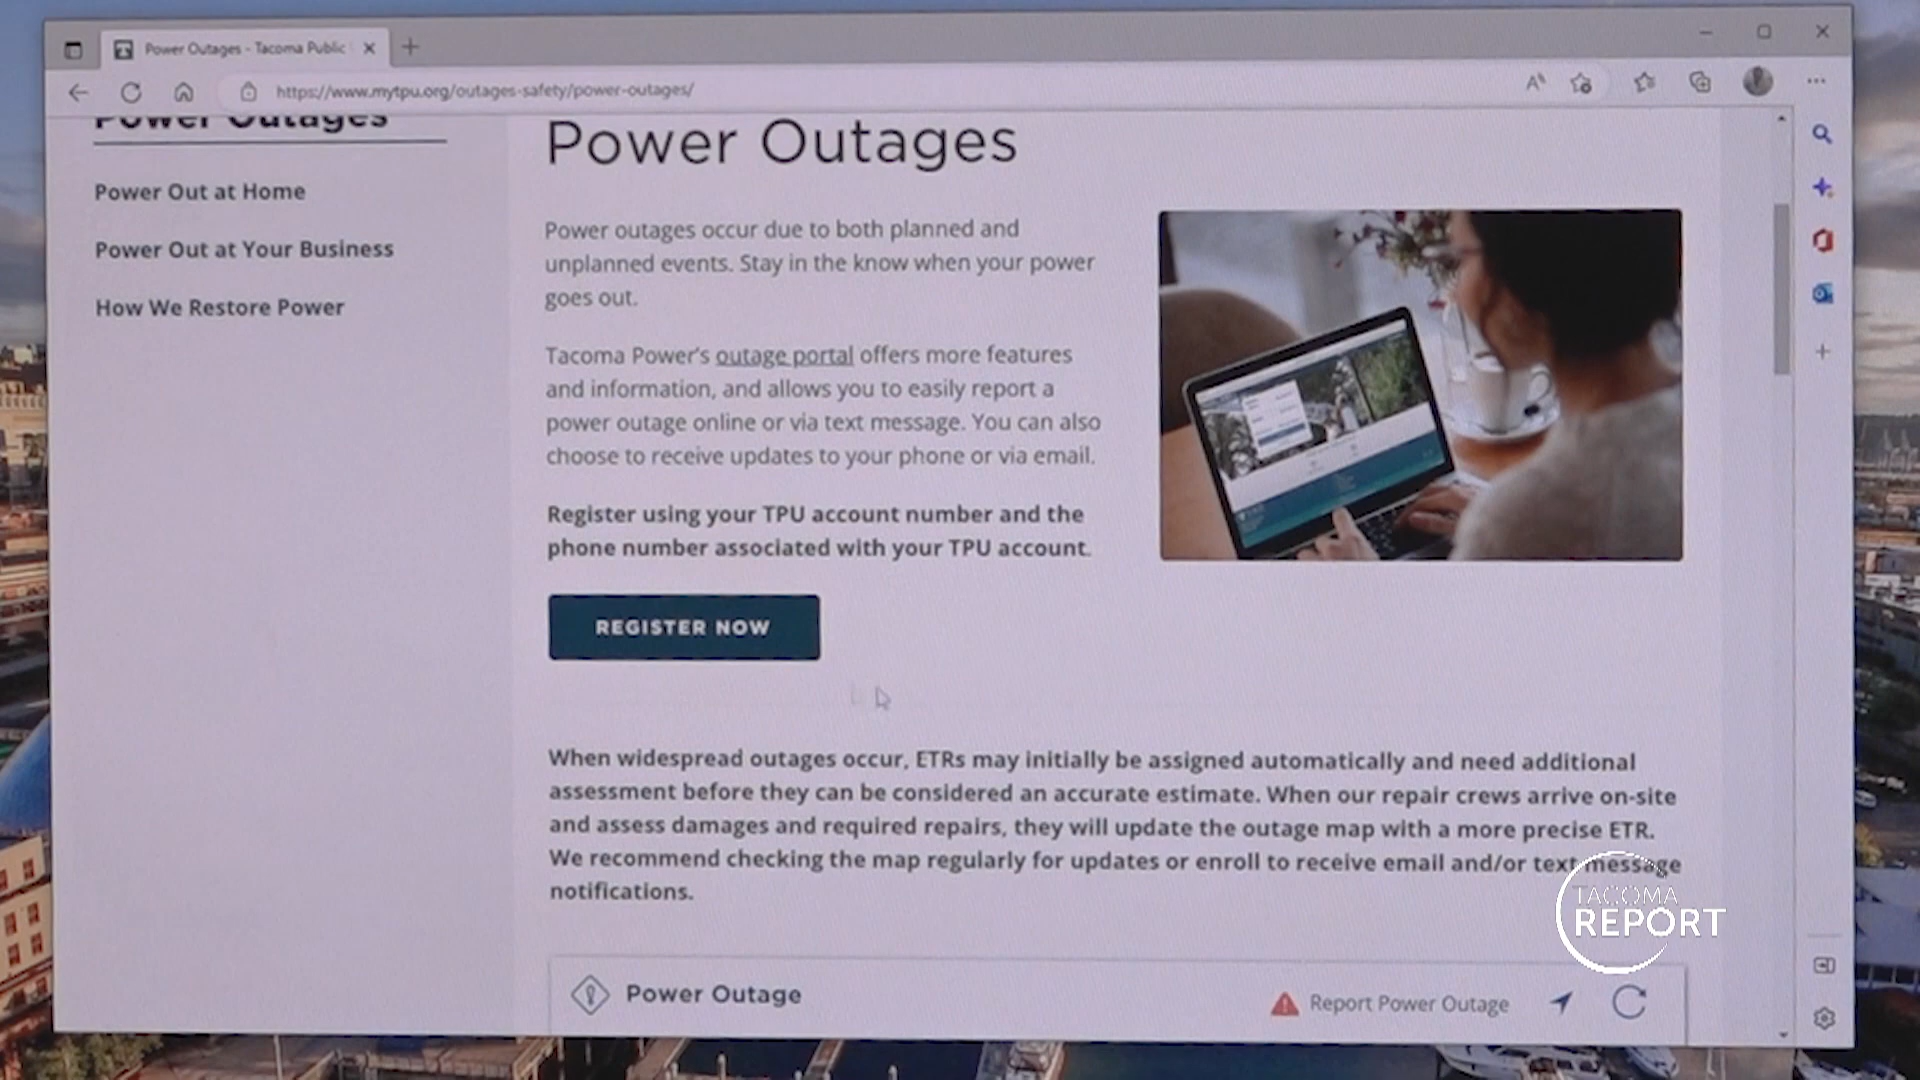 Power Outages - Tacoma Public
https://www.mytpu.org/outages-safety/power-outages/
Power Outages
Power Out at Home
Power Out at Your Business
How We Restore Power
Power Outages
Power outages occur due to both planned and
unplanned events. Stay in the know when your power
goes out.
Tacoma Power's outage portal offers more features
and information, and allows you to easily report a
power outage online or via text message. You can also
choose to receive updates to your phone or via email.
Register using your TPU account number and the
phone number associated with your TPU account.
REGISTER NOW
When widespread outages occur, ETRs may initially be assigned automatically and need additional
assessment before they can be considered an accurate estimate. When our repair crews arrive on-site
and assess damages and required repairs, they will update the outage map with a more precise ETR.
We recommend checking the map regularly for updates or enroll to receive email and/or text message
notifications.
Power Outage
Report Power Outage
TACOMA
REPORT